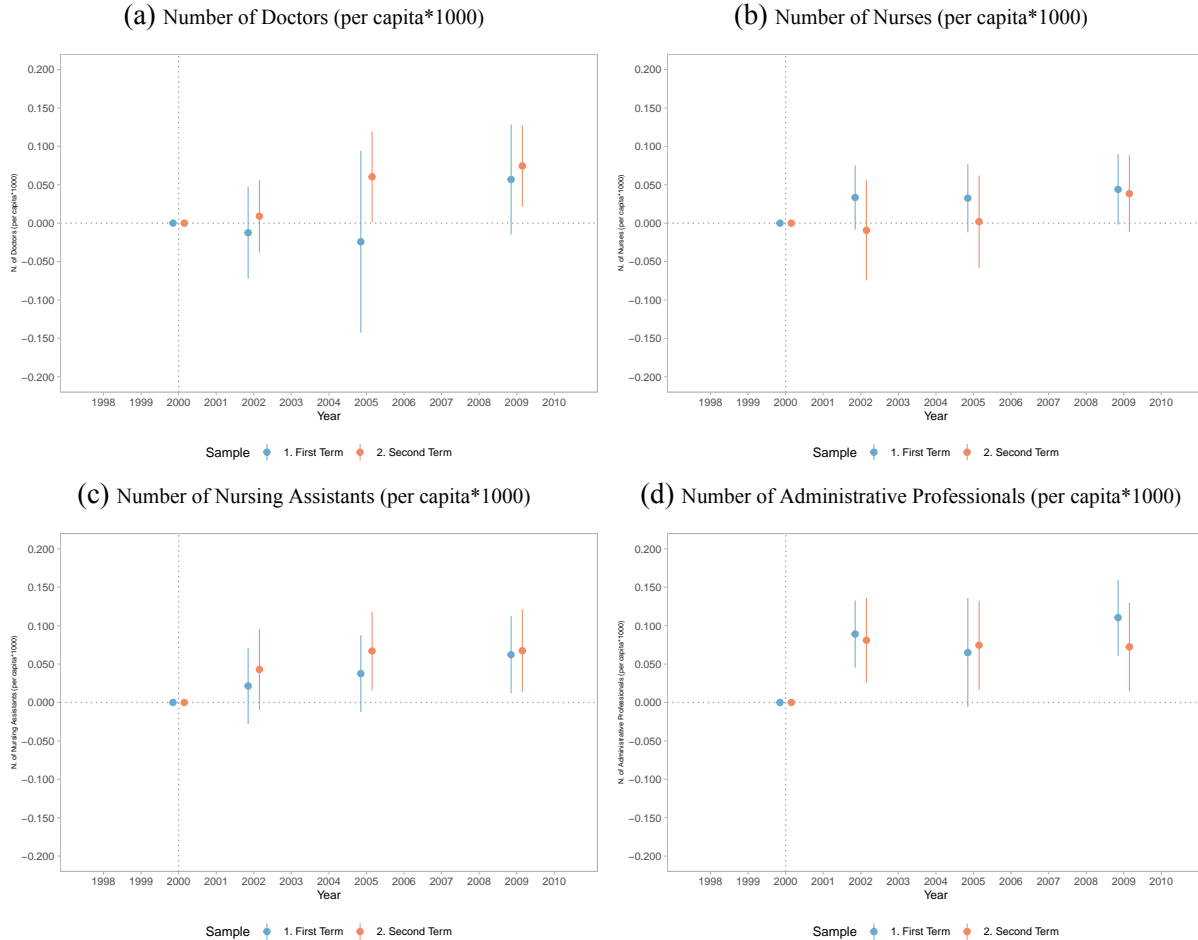 (a) Number of Doctors (per capita*1000)
N. of Doctors (per capita*1000)
0.200
0.150
0.100
0.050
0.000
−0.050
−0.100
−0.150
−0.200
1998 1999 2000 2001 2002 2003 2004 2005 2006 2007 2008 2009 2010
Year
Sample 1. First Term 2. Second Term
(b) Number of Nurses (per capita*1000)
N. of Nurses (per capita*1000)
0.200
0.150
0.100
0.050
0.000
−0.050
−0.100
−0.150
−0.200
1998 1999 2000 2001 2002 2003 2004 2005 2006 2007 2008 2009 2010
Year
Sample 1. First Term 2. Second Term
(c) Number of Nursing Assistants (per capita*1000)
N. of Nursing Assistants (per capita*1000)
0.200
0.150
0.100
0.050
0.000
−0.050
−0.100
−0.150
−0.200
1998 1999 2000 2001 2002 2003 2004 2005 2006 2007 2008 2009 2010
Year
Sample 1. First Term 2. Second Term
(d) Number of Administrative Professionals (per capita*1000)
N. of Administrative Professionals (per capita*1000)
0.200
0.150
0.100
0.050
0.000
−0.050
−0.100
−0.150
−0.200
1998 1999 2000 2001 2002 2003 2004 2005 2006 2007 2008 2009 2010
Year
Sample 1. First Term 2. Second Term